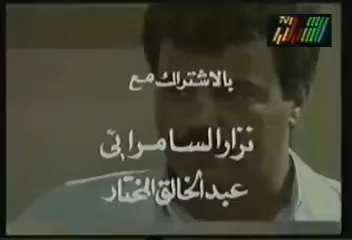 بالاشتراك مع
نزار السامرائي
عبد الخالق المختار